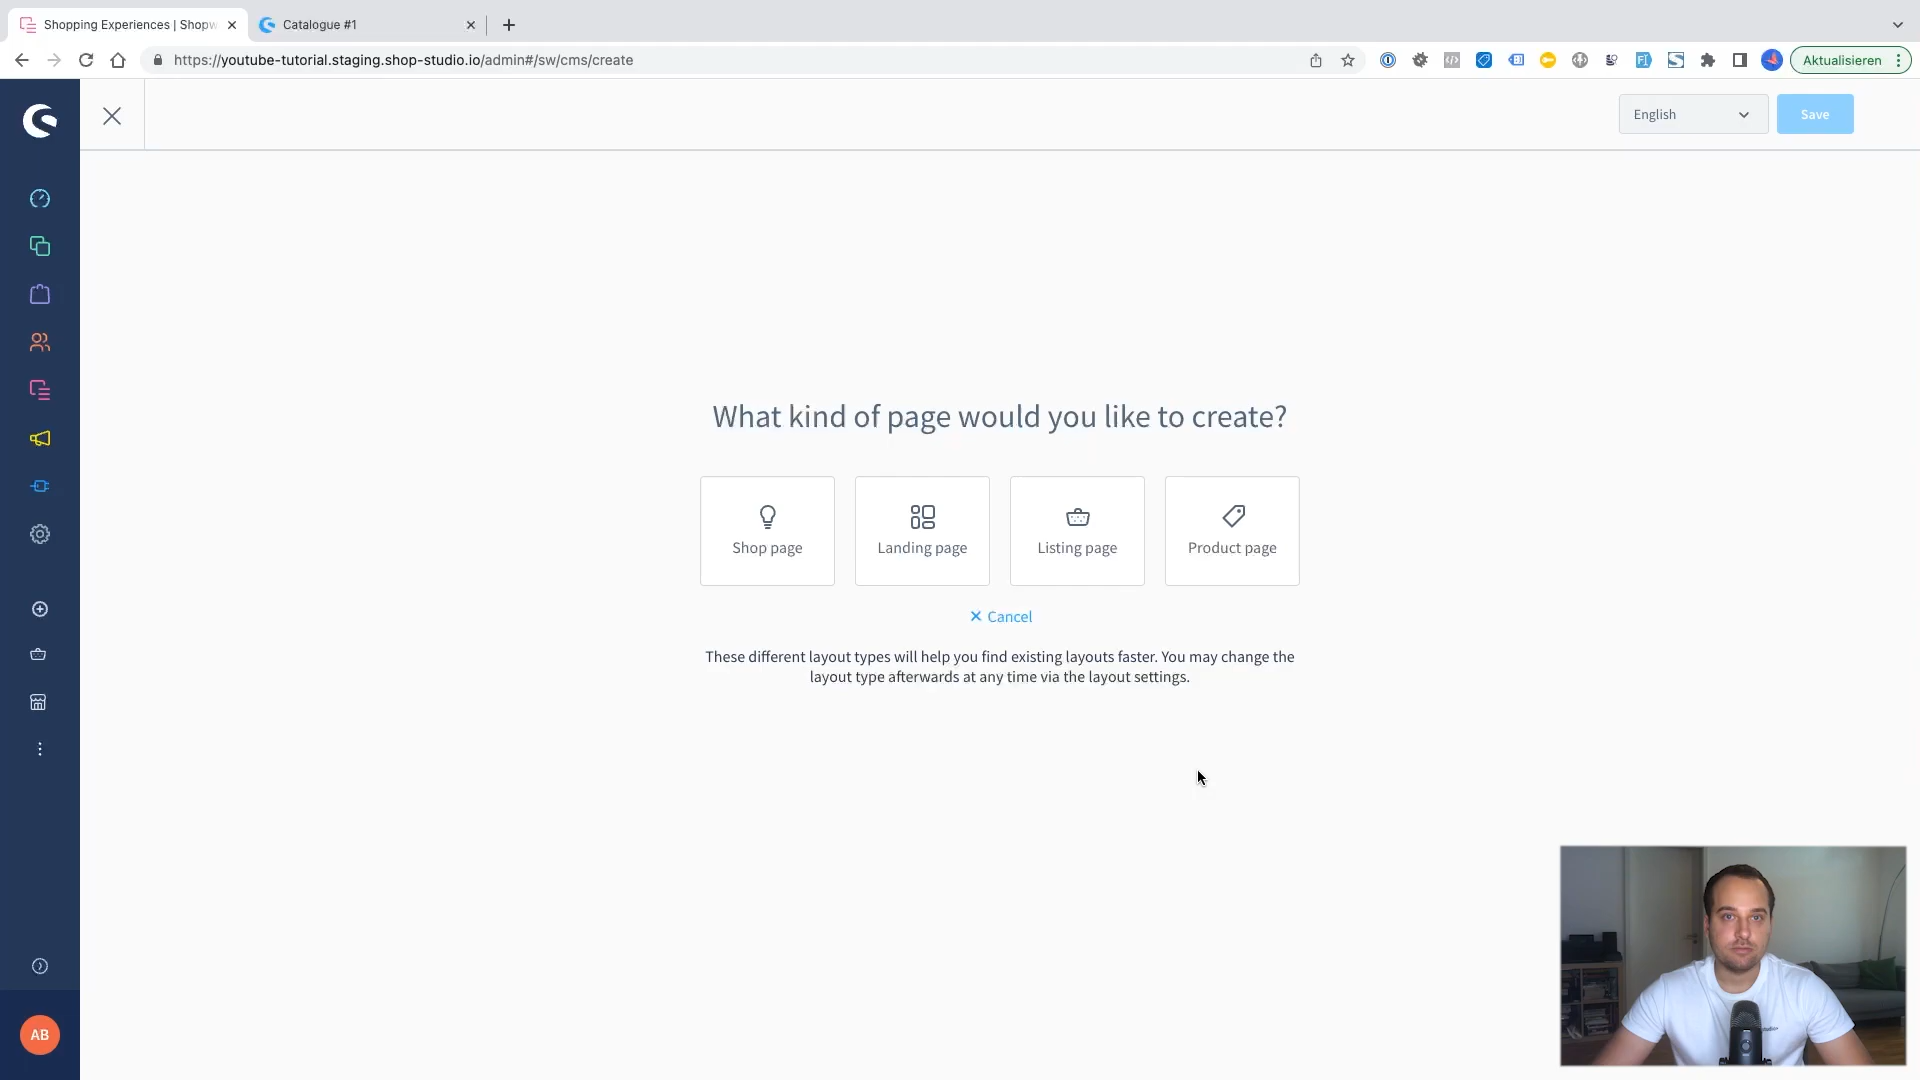 Shopping Experiences | Shopw
Catalogue #1
https://youtube-tutorial.staging.shop-studio.io/admin#/sw/cms/create
Aktualisieren
English
Save
What kind of page would you like to create?
Shop page
Landing page
Listing page
Product page
Cancel
These different layout types will help you find existing layouts faster. You may change the
layout type afterwards at any time via the layout settings.
AB